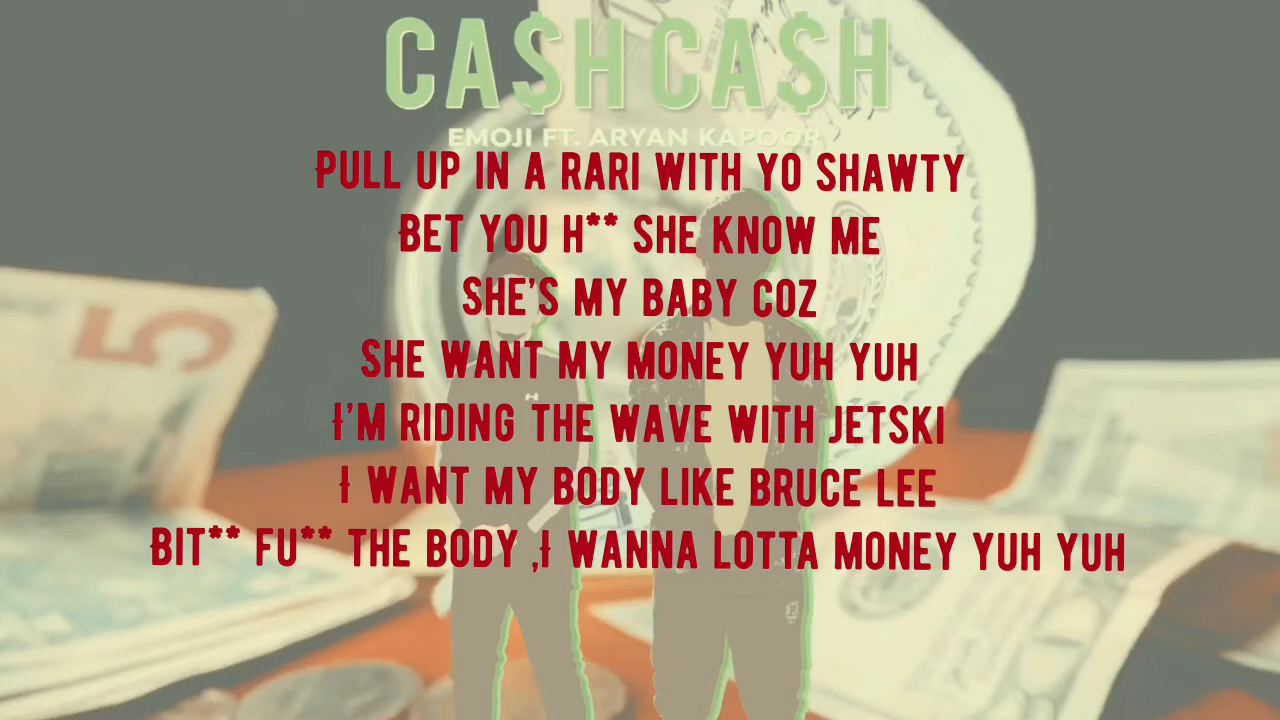 CA$H CA$H
EMOJI FT. ARYAN KAPOOR
PULL UP IN A RARI WITH YO SHAWTY
BET YOU H** SHE KNOW ME
SHE'S MY BABY COZ
SHE WANT MY MONEY YUH YUH
I'M RIDING THE WAVE WITH JETSKI
I WANT MY BODY LIKE BRUCE LEE
BIT** FU** THE BODY ,I WANNA LOTTA MONEY YUH YUH
5